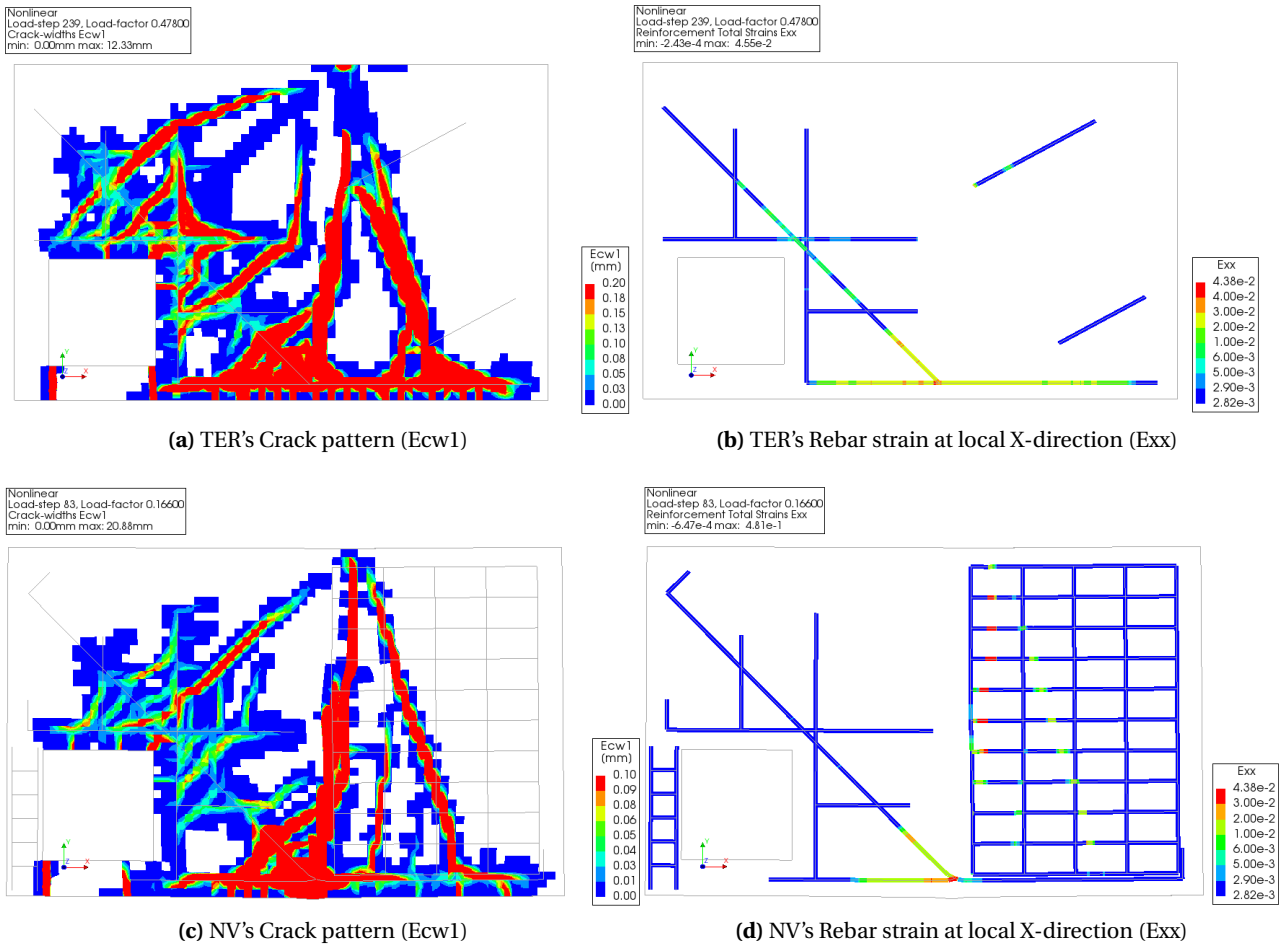 Nonlinear
Load-step 239, Load-factor 0.47800
Crack-widths Ecw1
min: 0.00mm max: 12.33mm
Ecw1
(mm)
0.20
0.18
0.15
0.13
0.10
0.08
0.05
0.03
0.00
Y
Z
X
(a) TER's Crack pattern (Ecw1)
Nonlinear
Load-step 239, Load-factor 0.47800
Reinforcement Total Strains Exx
min: -2.43e-4 max: 4.55e-2
Exx
4.38e-2
4.00e-2
3.00e-2
2.00e-2
1.00e-2
6.00e-3
5.00e-3
2.90e-3
2.82e-3
Y
Z
X
(b) TER's Rebar strain at local X-direction (Exx)
Nonlinear
Load-step 83, Load-factor 0.16600
Crack-widths Ecw1
min: 0.00mm max: 20.88mm
Ecw1
(mm)
0.10
0.09
0.08
0.06
0.05
0.04
0.03
0.01
0.00
Y
Z
X
(c) NV's Crack pattern (Ecw1)
Nonlinear
Load-step 83, Load-factor 0.16600
Reinforcement Total Strains Exx
min: -6.47e-4 max: 4.81e-1
Exx
4.38e-2
3.00e-2
2.00e-2
1.00e-2
6.00e-3
5.00e-3
2.90e-3
2.82e-3
Y
Z
X
(d) NV's Rebar strain at local X-direction (Exx)